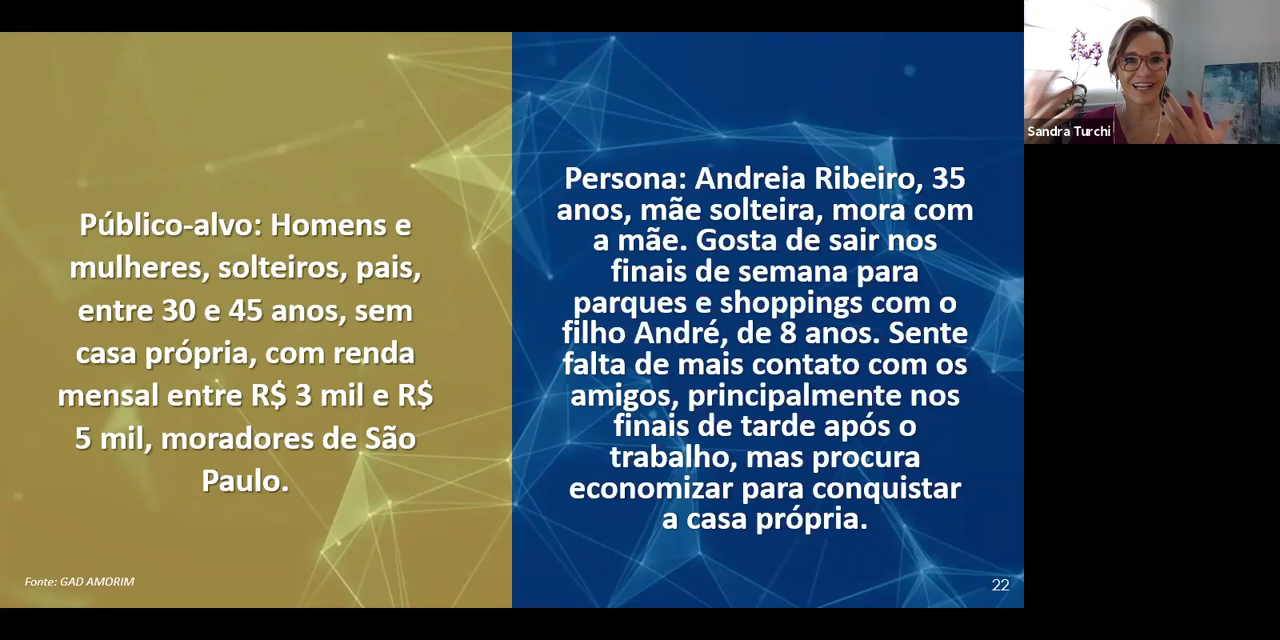 Público-alvo: Homens e
mulheres, solteiros, pais,
entre 30 e 45 anos, sem
casa própria, com renda
mensal entre R$ 3 mil e R$
5 mil, moradores de São
Paulo.
Fonte: GAD AMORIM
Persona: Andreia Ribeiro, 35
anos, mãe solteira, mora com
a mãe. Gosta de sair nos
finais de semana para
parques e shoppings com o
filho André, de 8 anos. Sente
falta de mais contato com os
amigos, principalmente nos
finais de tarde após o
trabalho, mas procura
economizar para conquistar
a casa própria.
22
Sandra Turchi